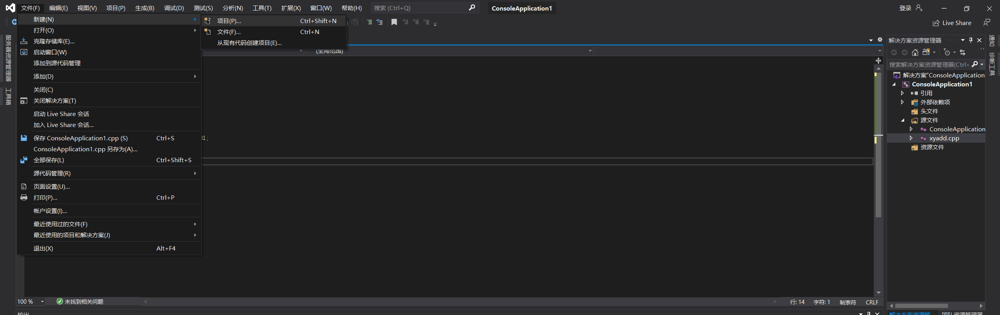 文件(F) 编辑(E) 视图(V) 项目(P) 生成(B) 调试(D) 测试(S) 分析(N) 工具(T) 扩展(X) 窗口(W) 帮助(H) 搜索 (Ctrl+Q) ConsoleApplication1 登录
Live Share
新建(N)
打开(O)
克隆存储库(E)...
启动窗口(W)
添加到源代码管理
添加(D)
关闭(C)
关闭解决方案(T)
启动 Live Share 会话
加入 Live Share 会话...
保存 ConsoleApplication1.cpp (S) Ctrl+S
ConsoleApplication1.cpp 另存为(A)...
全部保存(L) Ctrl+Shift+S
源代码管理(R)
页面设置(U)...
打印(P)... Ctrl+P
帐户设置(I)...
最近使用过的文件(F)
最近使用的项目和解决方案(J)
退出(X) Alt+F4
项目(P)... Ctrl+Shift+N
文件(F)... Ctrl+N
从现有代码创建项目(E)...
(全局范围)
服务器资源管理器
工具箱
解决方案资源管理器
搜索解决方案资源管理器(Ctrl+
解决方案"ConsoleApplication
ConsoleApplication1
引用
外部依赖项
头文件
源文件
ConsoleApplication
xyadd.cpp
资源文件
通知
诊断工具
100 % 未找到相关问题 行: 14 字符: 1 制表符 CRLF
输出
解决方案资源管 团队资源管理器